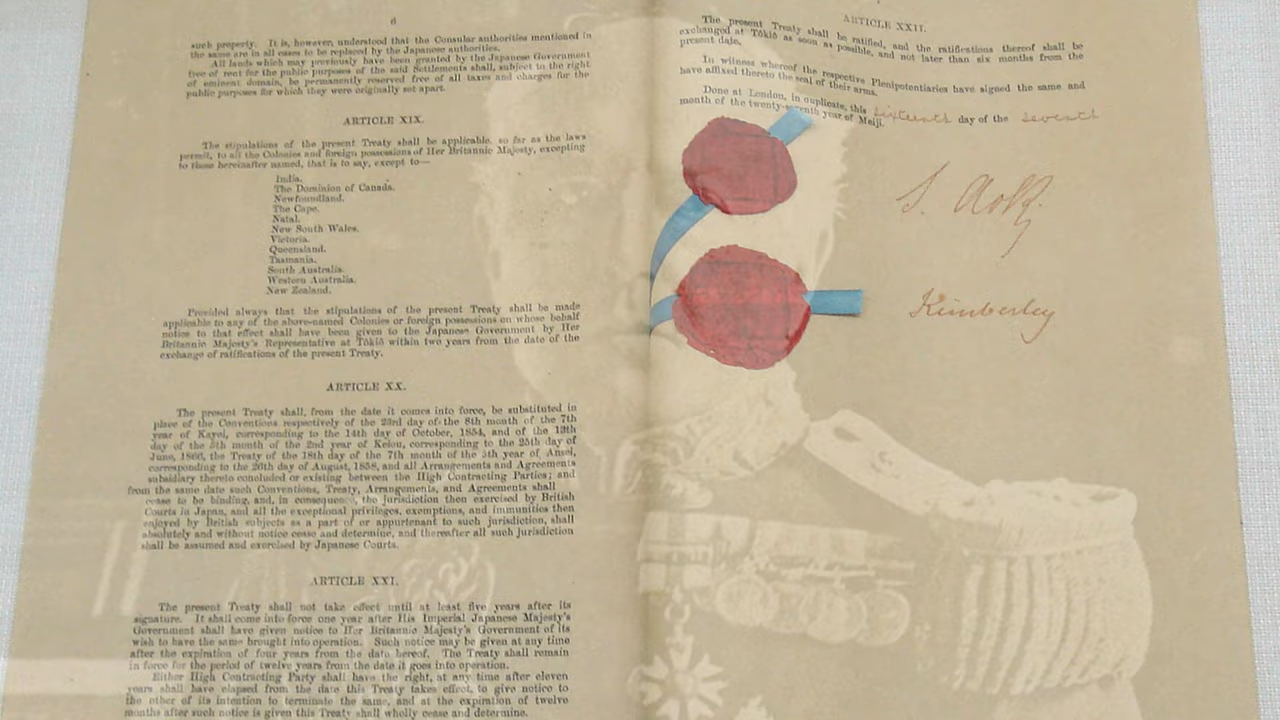 6
such property. It is, however, understood that the Consular authorities mentioned in
the same are in all cases to be replaced by the Japanese authorities.
All lands which may previously have been granted by the Japanese Government
free of rent for the public purposes of the said Settlements shall, subject to the right
of eminent domain, be permanently reserved free of all taxes and charges for the
public purposes for which they were originally set apart.
ARTICLE XIX.
The stipulations of the present Treaty shall be applicable, so far as the laws
permit, to all the Colonies and foreign possessions of Her Britannic Majesty, excepting
to those hereinafter named, that is to say, except to—
India.
The Dominion of Canada.
Newfoundland.
The Cape.
Natal.
New South Wales.
Victoria.
Queensland.
Tasmania.
South Australia.
Western Australia.
New Zealand.
Provided always that the stipulations of the present Treaty shall be made
applicable to any of the above-named Colonies or foreign possessions on whose behalf
notice to that effect shall have been given to the Japanese Government by Her
Britannic Majesty's Representative at Tôkiô within two years from the date of the
exchange of ratifications of the present Treaty.
ARTICLE XX.
The present Treaty shall, from the date it comes into force, be substituted in
place of the Conventions respectively of the 23rd day of the 8th month of the 7th
year of Kayei, corresponding to the 14th day of October, 1854, and of the 13th
day of the 5th month of the 2nd year of Keiou, corresponding to the 25th day of
June, 1866, the Treaty of the 18th day of the 7th month of the 5th year of Ansei,
corresponding to the 26th day of August, 1858, and all Arrangements and Agreements
subsidiary thereto concluded or existing between the High Contracting Parties; and
from the same date such Conventions, Treaty, Arrangements, and Agreements shall
cease to be binding, and, in consequence, the jurisdiction then exercised by British
Courts in Japan, and all the exceptional privileges, exemptions, and immunities then
enjoyed by British subjects as a part of or appurtenant to such jurisdiction, shall
absolutely and without notice cease and determine, and thereafter all such jurisdiction
shall be assumed and exercised by Japanese Courts.
ARTICLE XXI.
The present Treaty shall not take effect until at least five years after its
signature. It shall come into force one year after His Imperial Japanese Majesty's
Government shall have given notice to Her Britannic Majesty's Government of its
wish to have the same brought into operation. Such notice may be given at any time
after the expiration of four years from the date hereof. The Treaty shall remain
in force for the period of twelve years from the date it goes into operation.
Either High Contracting Party shall have the right, at any time after eleven
years shall have elapsed from the date this Treaty takes effect, to give notice to
the other of its intention to terminate the same, and at the expiration of twelve
months after such notice is given this Treaty shall wholly cease and determine.
ARTICLE XXII.
The present Treaty shall be ratified, and the ratifications thereof shall be
exchanged at Tôkiô as soon as possible, and not later than six months from the
present date.
In witness whereof the respective Plenipotentiaries have signed the same and
have affixed thereto the seal of their arms.
Done at London, in duplicate, this sixteenth day of the seventh
month of the twenty-seventh year of Meiji.
S. Aoki
Kimberley